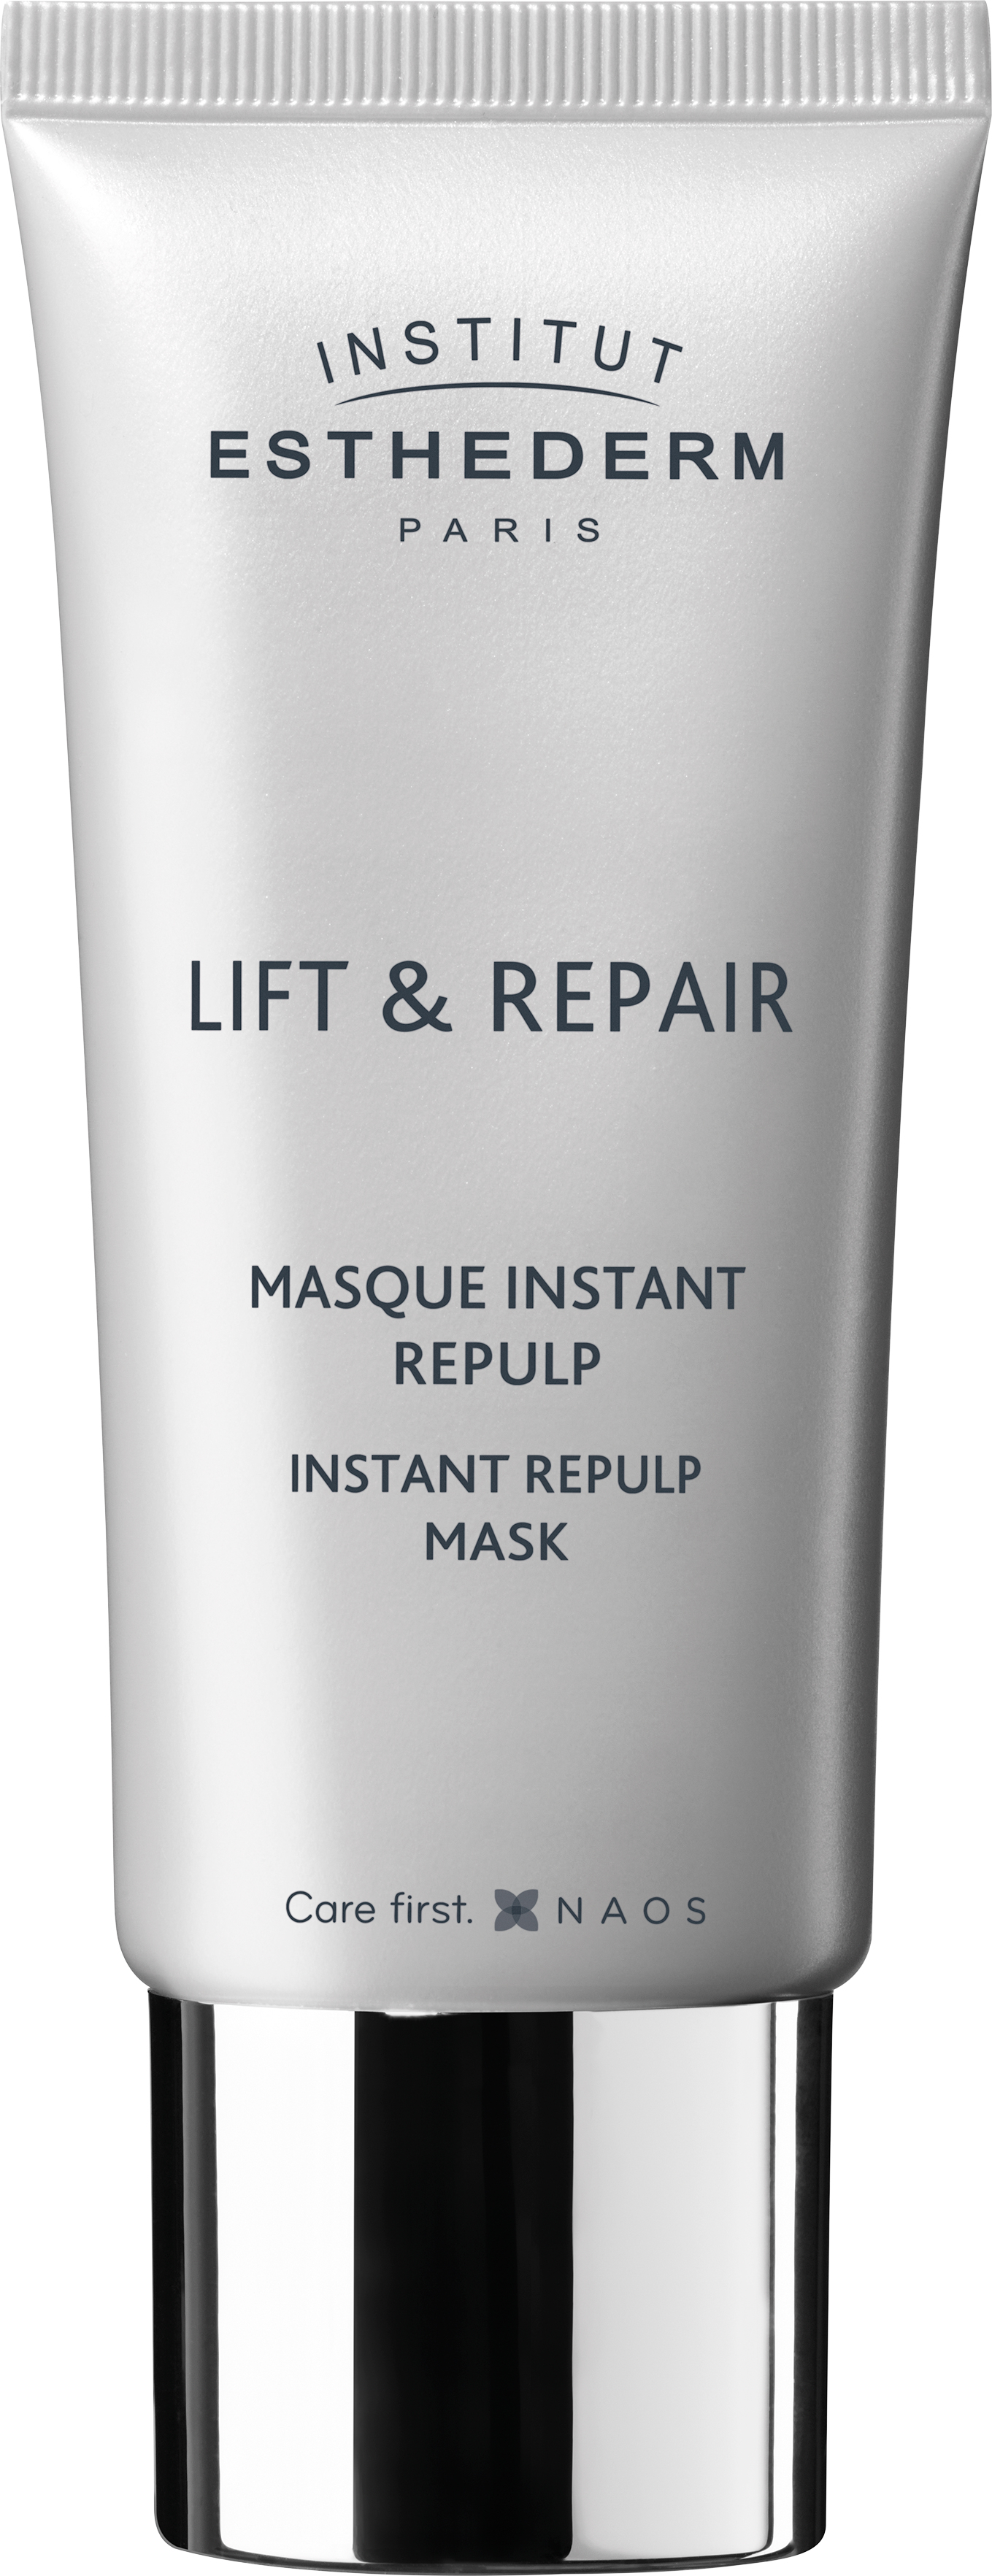 INSTITUT
ESTHEDERM
PARIS
LIFT & REPAIR
MASQUE INSTANT
REPULP
INSTANT REPULP
MASK
Care first. NAOS